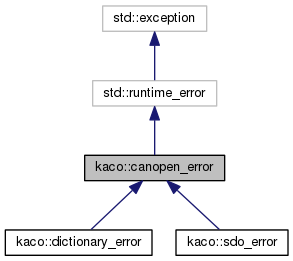 std::exception
std::runtime_error
kaco::canopen_error
kaco::dictionary_error
kaco::sdo_error